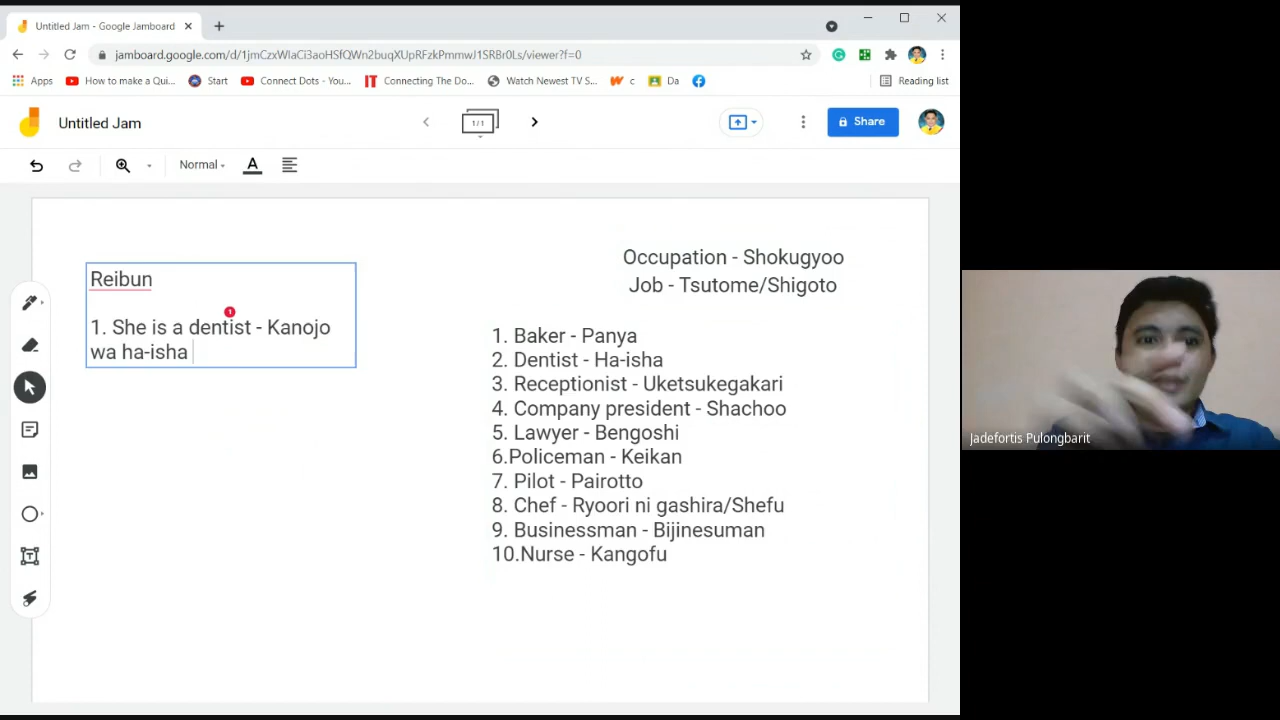 Untitled Jam - Google Jamboard
jamboard.google.com/d/1jmCzxWIaCi3aoHSfQWn2buqXUpRFzkPmmwJ1SRBr0Ls/viewer?f=0
Apps How to make a Qui... Start Connect Dots - You... Connecting The Do... Watch Newest TV S... c Da Reading list
Untitled Jam
1/1
Share
Normal
Reibun
1. She is a dentist - Kanojo
wa ha-isha
1
Occupation - Shokugyoo
Job - Tsutome/Shigoto
1. Baker - Panya
2. Dentist - Ha-isha
3. Receptionist - Uketsukegakari
4. Company president - Shachoo
5. Lawyer - Bengoshi
6.Policeman - Keikan
7. Pilot - Pairotto
8. Chef - Ryoori ni gashira/Shefu
9. Businessman - Bijinesuman
10.Nurse - Kangofu
Jadefortis Pulongbarit